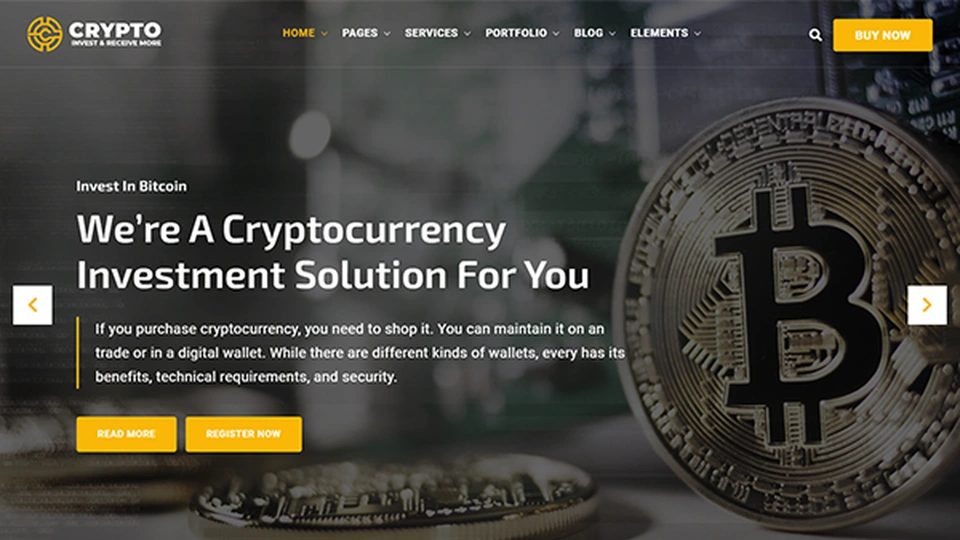 CRYPTO
INVEST & RECEIVE MORE
HOME PAGES SERVICES PORTFOLIO BLOG ELEMENTS
BUY NOW
Invest In Bitcoin
We're A Cryptocurrency
Investment Solution For You
If you purchase cryptocurrency, you need to shop it. You can maintain it on an
trade or in a digital wallet. While there are different kinds of wallets, every has its
benefits, technical requirements, and security.
READ MORE
REGISTER NOW